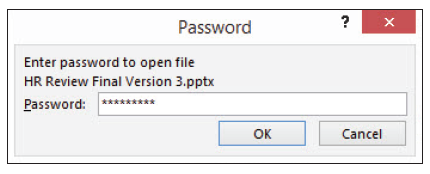 Password
?
Enter password to open file
HR Review Final Version 3.pptx
Password: *********
OK Cancel